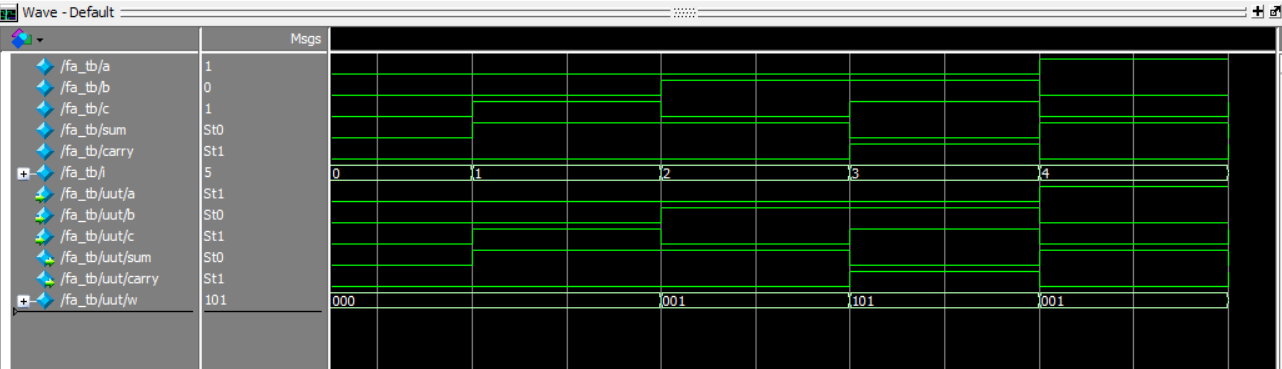 Wave - Default
Msgs
/fa_tb/a 1
/fa_tb/b 0
/fa_tb/c 1
/fa_tb/sum St0
/fa_tb/carry St1
/fa_tb/i 5 0 1 2 3 4
/fa_tb/uut/a St1
/fa_tb/uut/b St0
/fa_tb/uut/c St1
/fa_tb/uut/sum St0
/fa_tb/uut/carry St1
/fa_tb/uut/w 101 000 001 101 001